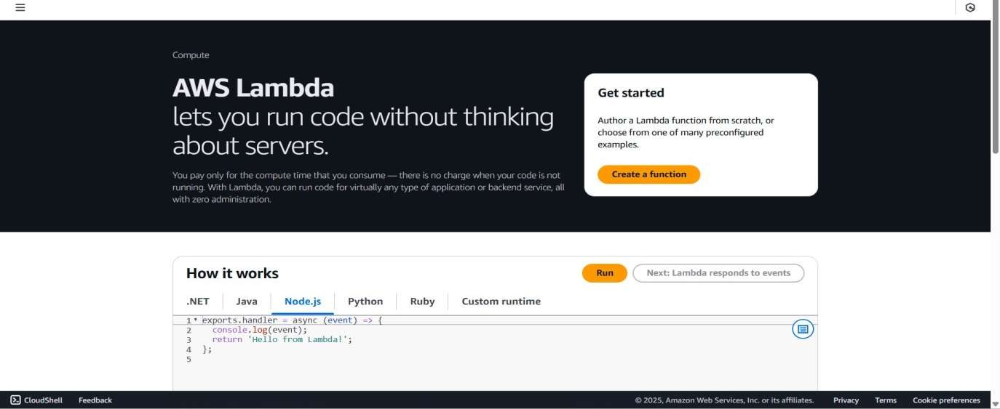 Compute
AWS Lambda
lets you run code without thinking
about servers.
You pay only for the compute time that you consume — there is no charge when your code is not
running. With Lambda, you can run code for virtually any type of application or backend service, all
with zero administration.
Get started
Author a Lambda function from scratch, or
choose from one of many preconfigured
examples.
Create a function
How it works
Run
Next: Lambda responds to events
.NET Java Node.js Python Ruby Custom runtime
1 exports.handler = async (event) => {
2 console.log(event);
3 return 'Hello from Lambda!';
4 };
5
CloudShell Feedback © 2025, Amazon Web Services, Inc. or its affiliates. Privacy Terms Cookie preferences